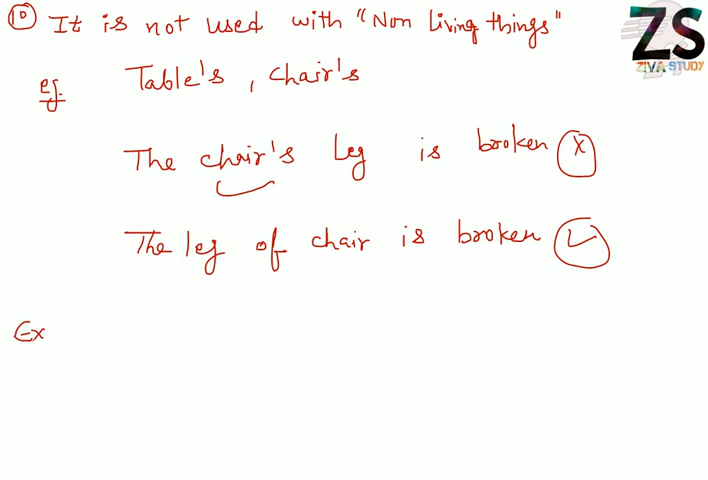 D It is not used with "Non living things"
ZS
ZIVA STUDY
eg. Table's, Chair's
The chair's leg is broken X
The leg of chair is broken ✓
Ex